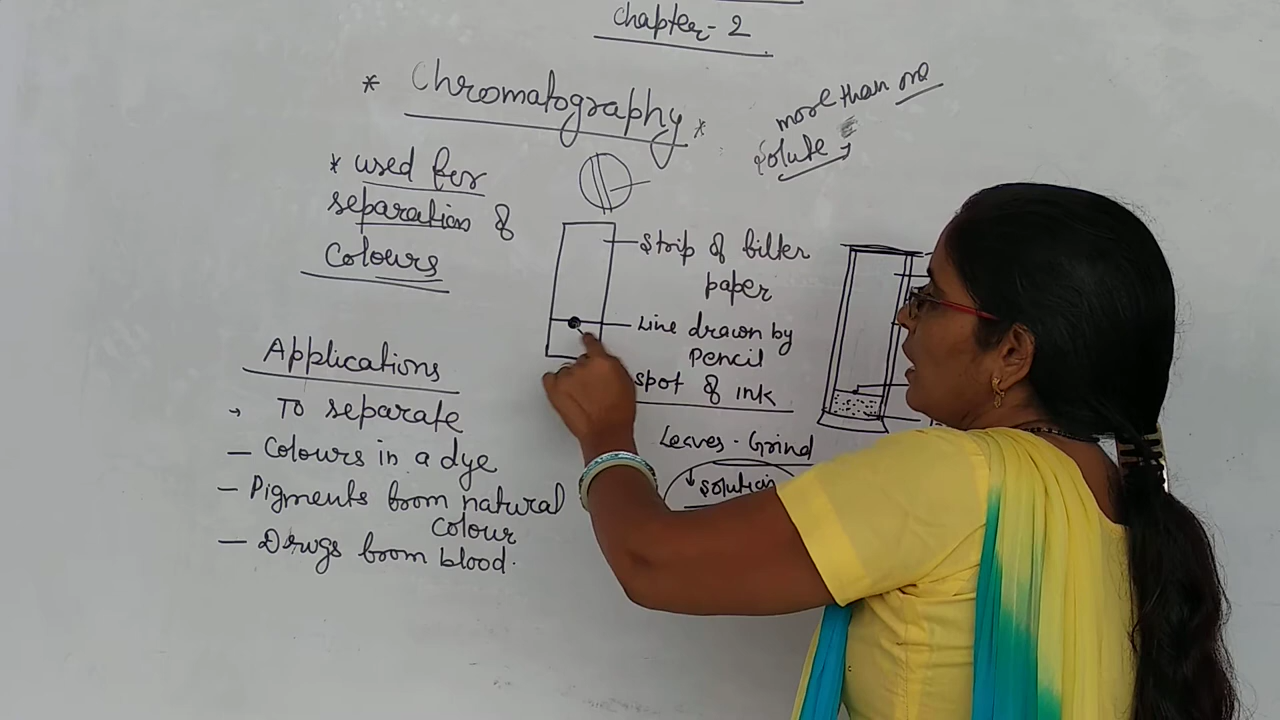 Chapter - 2
* Chromatography *
more than one
Solute
* used for
separation of
Colours
Strip of filter
paper
Line drawn by
Pencil
spot of ink
Leaves - Grind
↓ solution
Applications
→ To separate
— Colours in a dye
— Pigments from natural
Colour
— Drugs from blood.